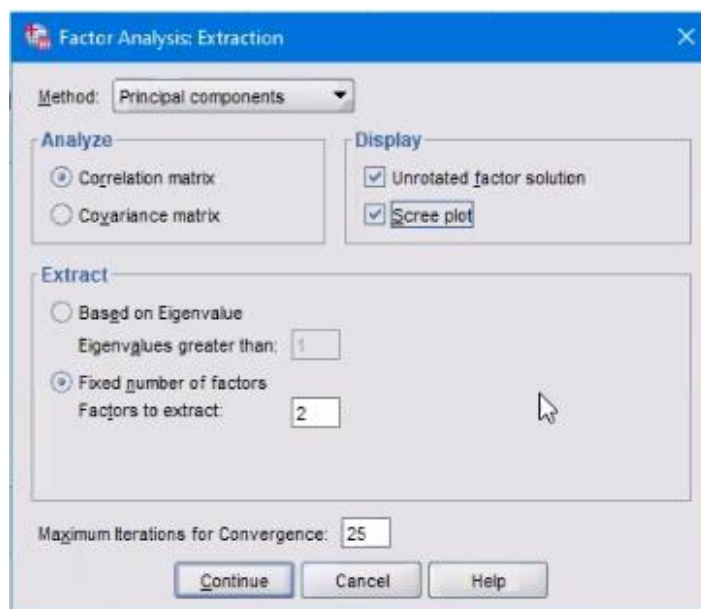 Factor Analysis: Extraction
Method: Principal components
Analyze
Correlation matrix
Covariance matrix
Display
Unrotated factor solution
Scree plot
Extract
Based on Eigenvalue
Eigenvalues greater than: 1
Fixed number of factors
Factors to extract: 2
Maximum Iterations for Convergence: 25
Continue Cancel Help